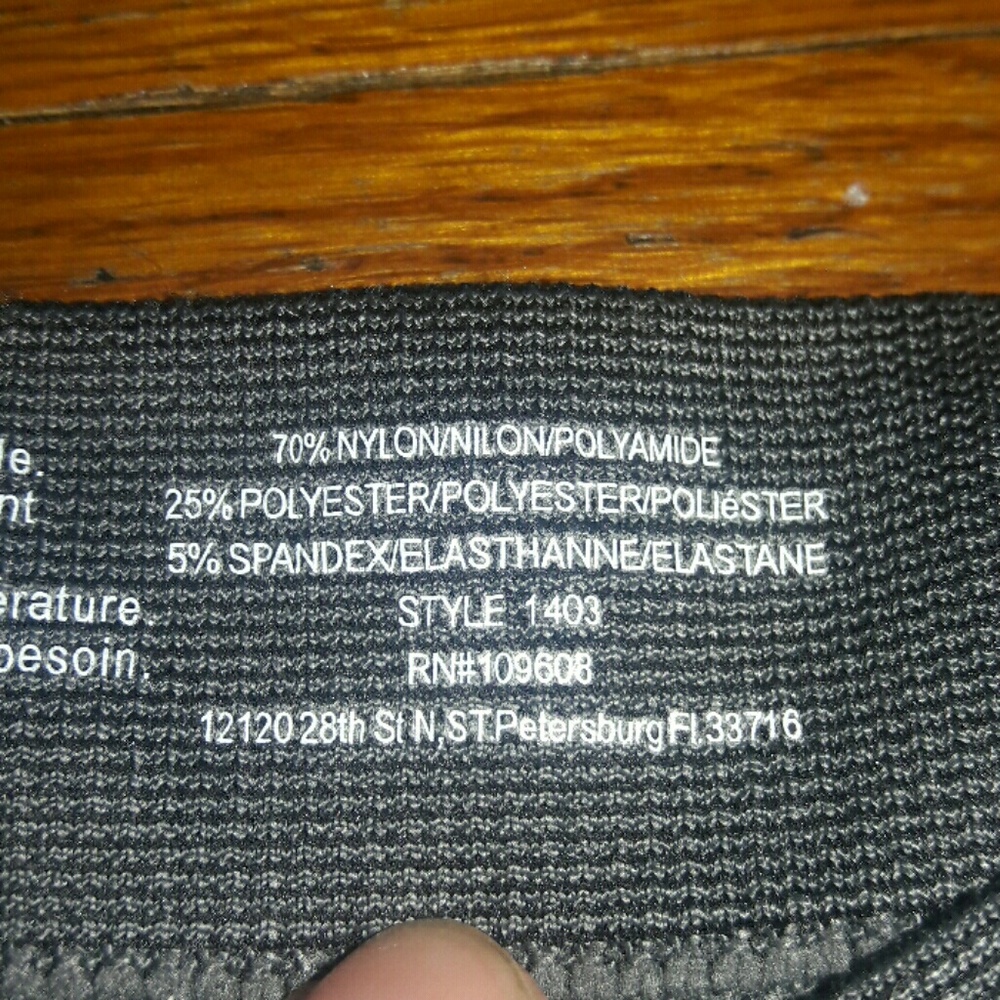 le.
nt
erature.
besoin.
70% NYLON/NILON/POLYAMIDE
25% POLYESTER/POLYESTER/POLIéSTER
5% SPANDEX/ELASTHANNE/ELASTANE
STYLE 1403
RN#109608
12120 28th St N,ST.Petersburg Fl.33716